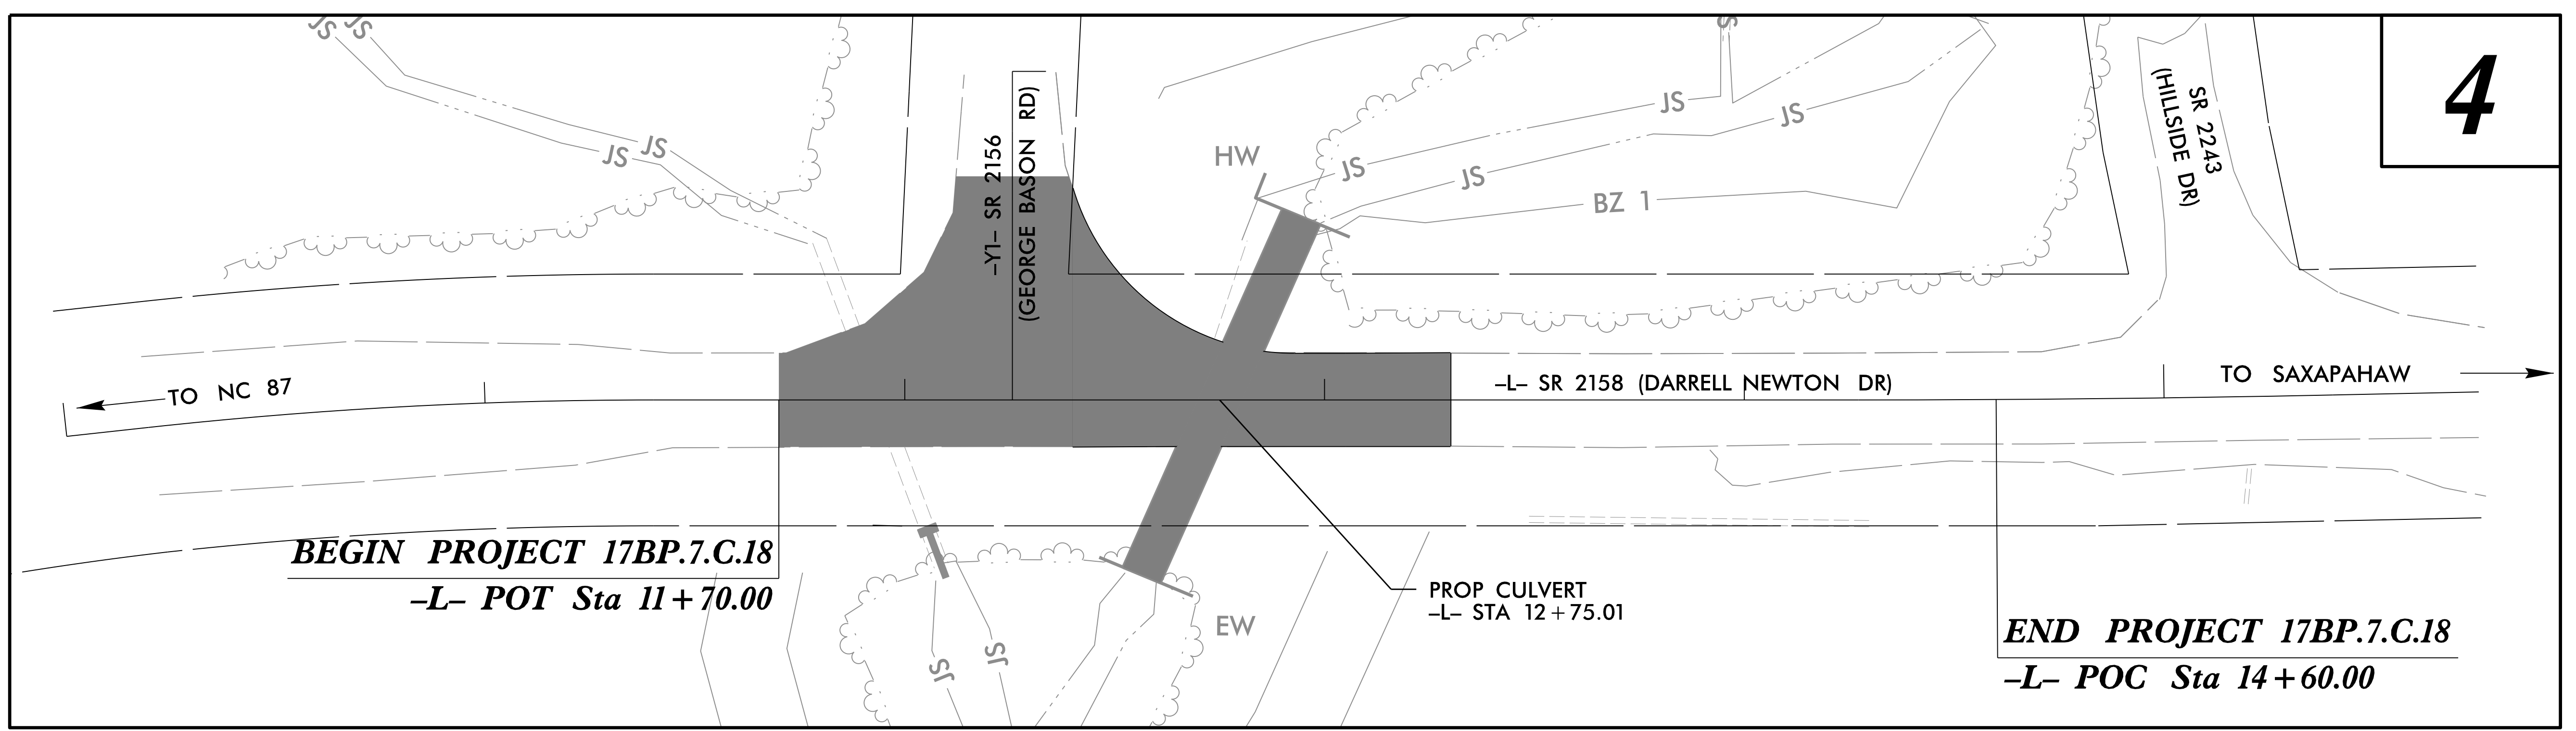 4
JS JS
JS
JS JS
–Y1– SR 2156
(GEORGE BASON RD)
HW
JS
JS
JS
JS
BZ 1
SR 2243
(HILLSIDE DR)
TO NC 87
–L– SR 2158 (DARRELL NEWTON DR)
TO SAXAPAHAW
BEGIN PROJECT 17BP.7.C.18
–L– POT Sta 11+70.00
PROP CULVERT
–L– STA 12+75.01
EW
JS
JS
END PROJECT 17BP.7.C.18
–L– POC Sta 14+60.00